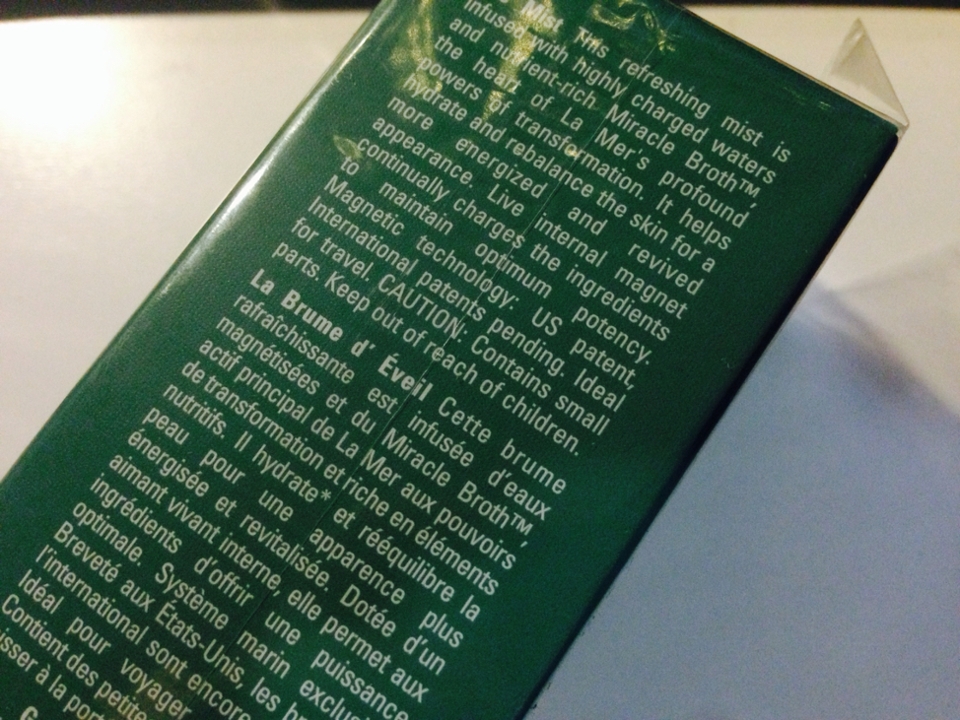 Mist This refreshing mist is
infused with highly charged waters
and nutrient-rich Miracle Broth™,
the heart of La Mer's profound
powers of transformation. It helps
hydrate and rebalance the skin for a
more energized and revived
appearance. Live internal magnet
continually charges the ingredients
to maintain optimum potency.
Magnetic technology: US patent,
International patents pending Ideal
for travel. CAUTION: Contains small
parts. Keep out of reach of children.
La Brume d' Éveil Cette brume
rafraîchissante est infusée d'eaux
magnétisées et du Miracle Broth™,
actif principal de La Mer aux pouvoirs
de transformation et riche en éléments
nutritifs. Il hydrate* et rééquilibre la
peau pour une apparence plus
énergisée et revitalisée. Dotée d'un
aimant vivant interne, elle permet aux
ingrédients d'offrir une puissance
optimale. Système marin
Breveté aux États-Unis, les
l'international sont
Idéal pour voyager
Contient des
à la